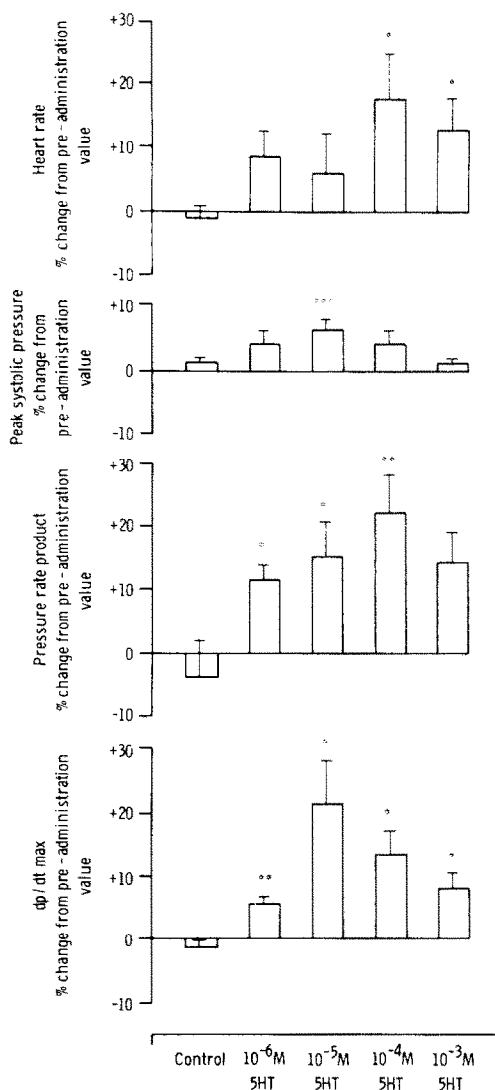 Heart rate
% change from pre - administration
value
+30
+20
+10
0
-10
Peak systolic pressure
% change from
pre - administration
value
+10
0
-10
Pressure rate product
% change from pre - administration
value
+30
+20
+10
0
-10
dp/dt max
% change from pre - administration
value
+30
+20
+10
0
-10
*
*
***
*
*
**
**
*
*
*
Control
10-6M
5HT
10-5M
5HT
10-4M
5HT
10-3M
5HT